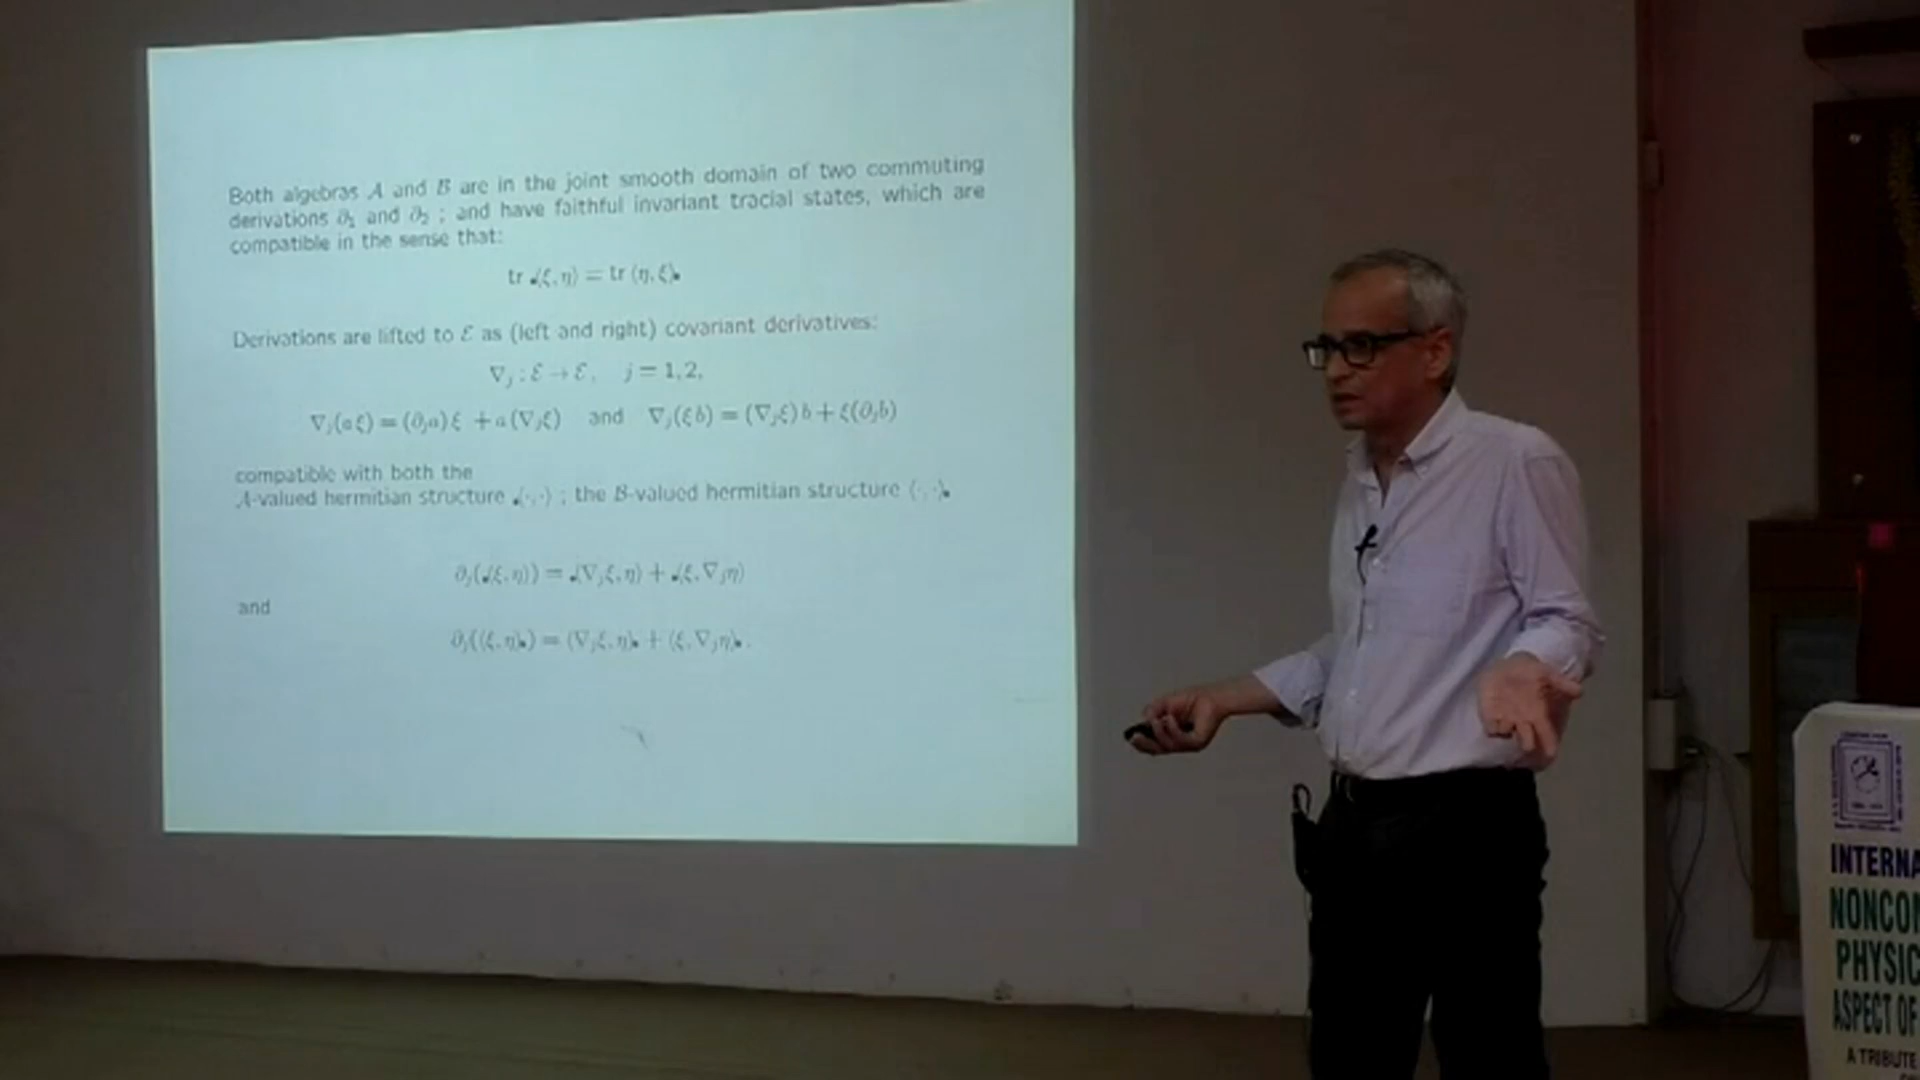 Both algebras A and B are in the joint smooth domain of two commuting
derivations ∂₁ and ∂₂ ; and have faithful invariant tracial states, which are
compatible in the sense that:
tr •⟨ξ, η⟩ = tr ⟨η, ξ⟩•
Derivations are lifted to ℰ as (left and right) covariant derivatives:
∇ⱼ : ℰ → ℰ, j = 1, 2,
∇ⱼ(aξ) = (∂ⱼa)ξ + a(∇ⱼξ) and ∇ⱼ(ξb) = (∇ⱼξ)b + ξ(∂ⱼb)
compatible with both the
A-valued hermitian structure •⟨·,·⟩ ; the B-valued hermitian structure ⟨·,·⟩•
∂ⱼ(•⟨ξ, η⟩) = •⟨∇ⱼξ, η⟩ + •⟨ξ, ∇ⱼη⟩
and
∂ⱼ(⟨ξ, η⟩•) = ⟨∇ⱼξ, η⟩• + ⟨ξ, ∇ⱼη⟩• .
INTERNA
NONCOM
PHYSIC
ASPECT OF
A TRIBUTE